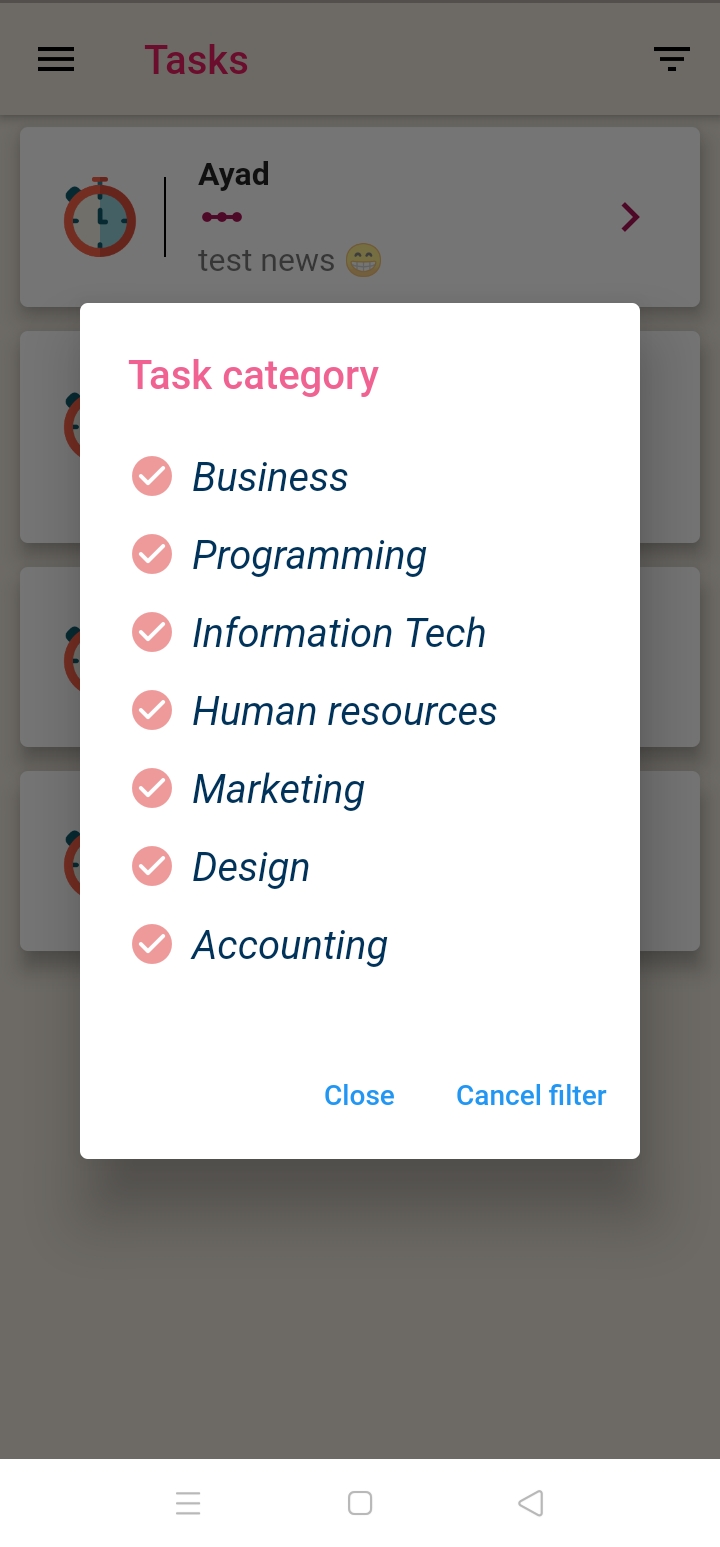 Tasks
Ayad
test news 😁
Task category
Business
Programming
Information Tech
Human resources
Marketing
Design
Accounting
Close
Cancel filter